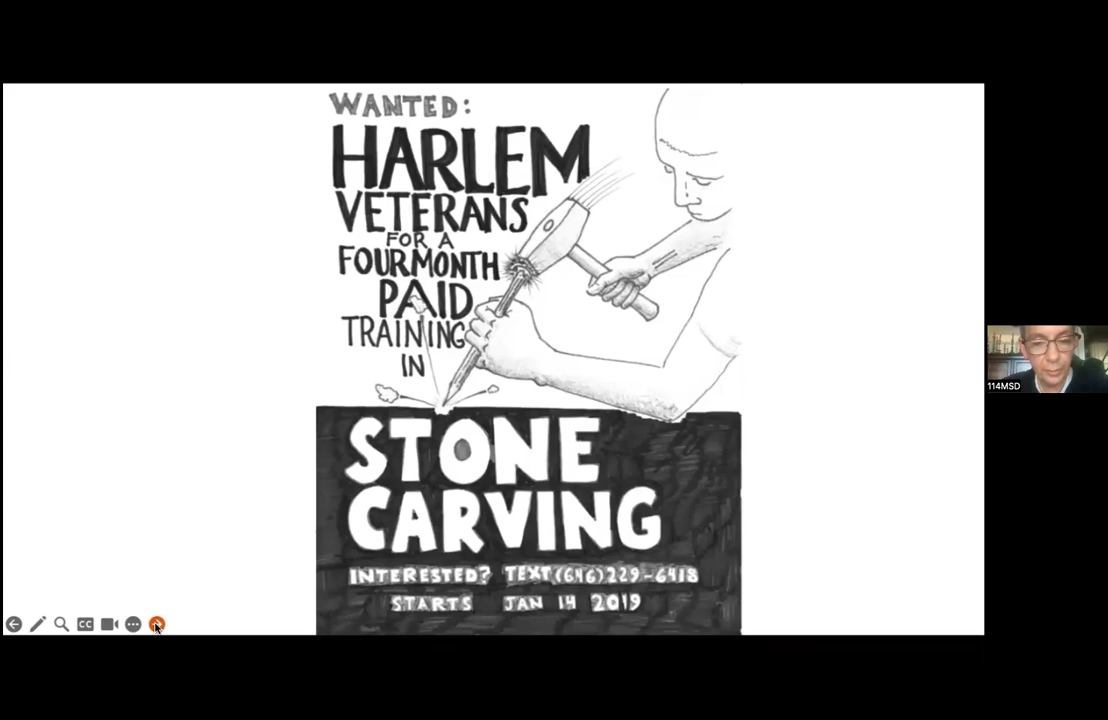 WANTED:
HARLEM
VETERANS
FOR A
FOURMONTH
PAID
TRAINING
IN
STONE
CARVING
INTERESTED? TEXT (646)229-6418
STARTS JAN 14 2019
CC
114MSD